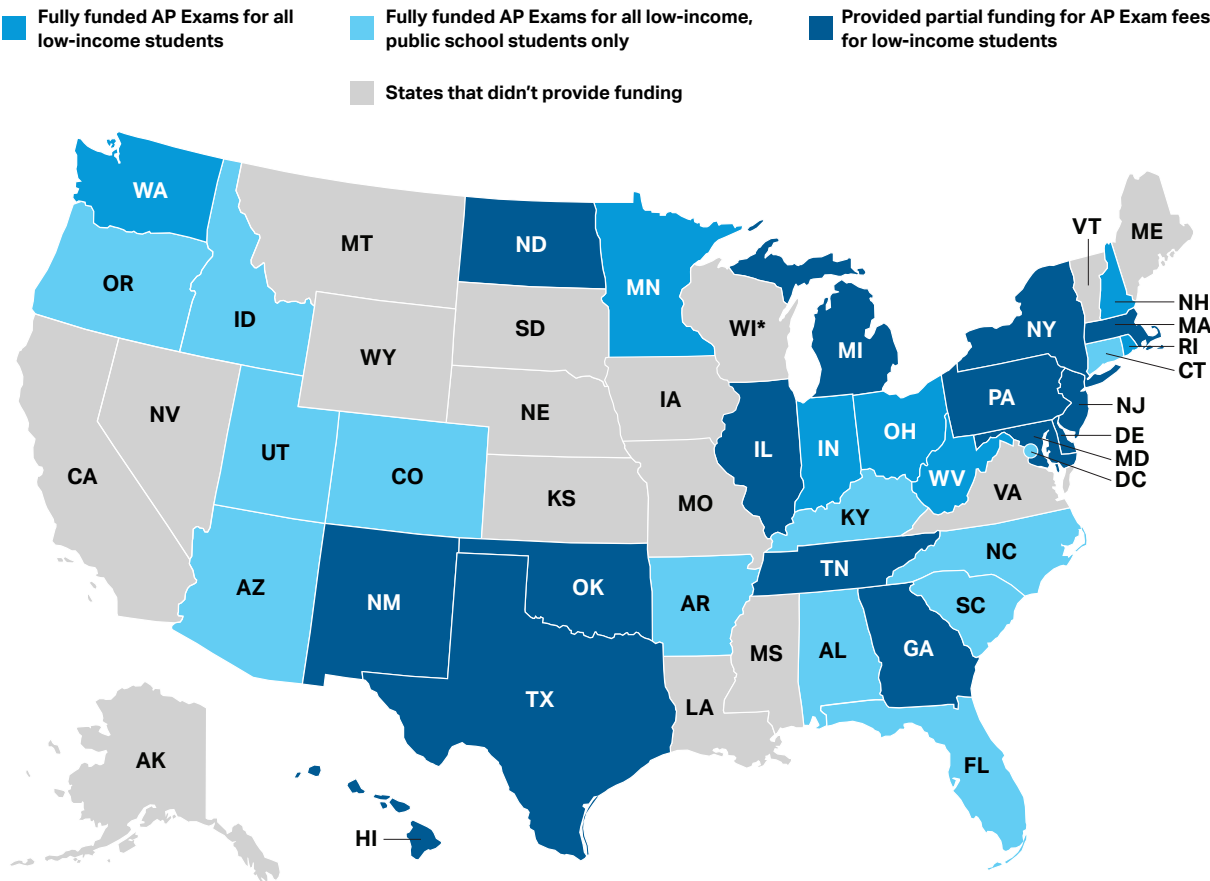 Fully funded AP Exams for all
low-income students
Fully funded AP Exams for all low-income,
public school students only
Provided partial funding for AP Exam fees
for low-income students
States that didn’t provide funding
WA
MT
ND
MN
VT
ME
OR
ID
SD
WI*
NY
NH
MA
RI
CT
WY
MI
IA
NE
PA
NJ
NV
UT
CO
IL
IN
OH
DE
MD
DC
CA
KS
MO
WV
VA
KY
NC
AZ
NM
OK
AR
TN
SC
MS
AL
GA
TX
LA
AK
FL
HI